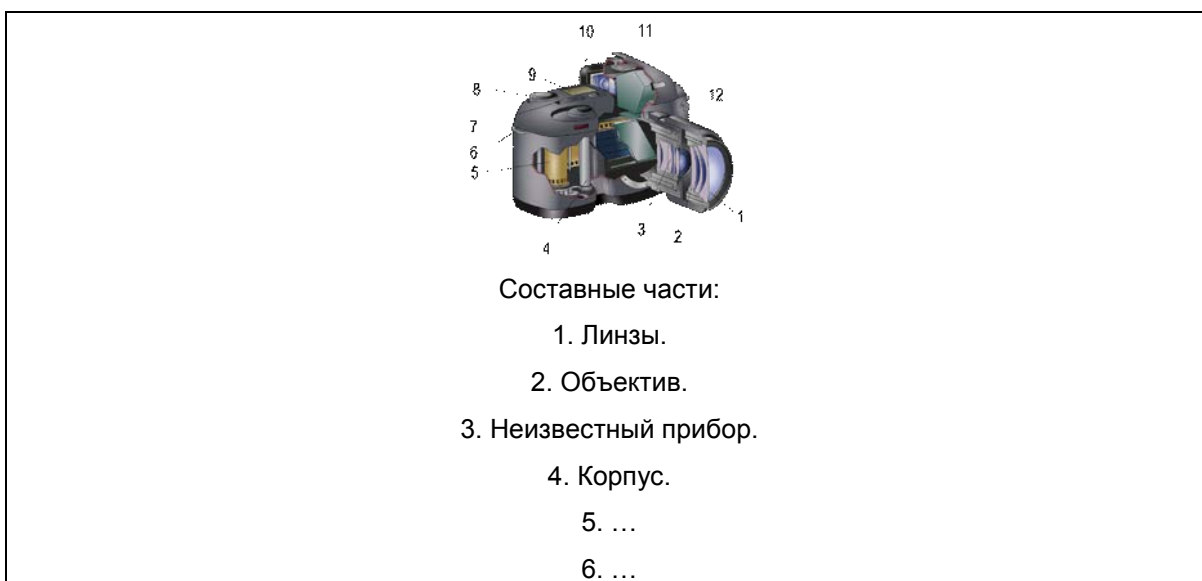 10 11
9
8
12
7
6
5
1
3 2
4
Составные части:
1. Линзы.
2. Объектив.
3. Неизвестный прибор.
4. Корпус.
5. …
6. …